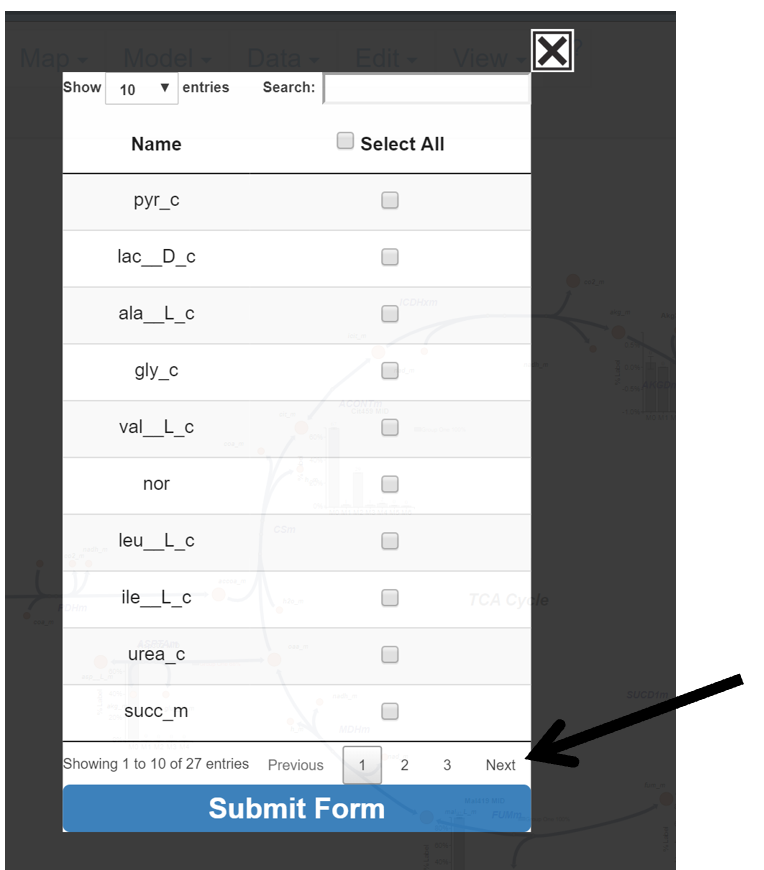 Map Model Data Edit View ?
Show 10 entries Search:
Name Select All
pyr_c
lac__D_c
ala__L_c
gly_c
val__L_c
nor
leu__L_c
ile__L_c
urea_c
succ_m
TCA Cycle
Showing 1 to 10 of 27 entries Previous 1 2 3 Next
Submit Form